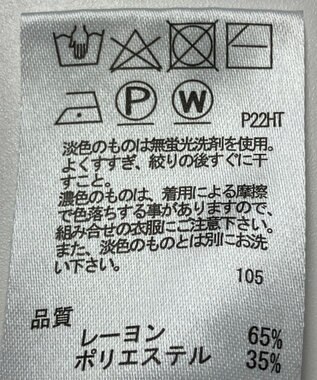 P W P22HT
淡色のものは無蛍光洗剤を使用。
よくすすぎ、絞りの後すぐに干
すこと。
濃色のものは、着用による摩擦
で色落ちする事がありますので、
組み合せの衣服にご注意下さい。
また、淡色のものとは別にお洗
い下さい。
105
品質
レーヨン 65%
ポリエステル 35%